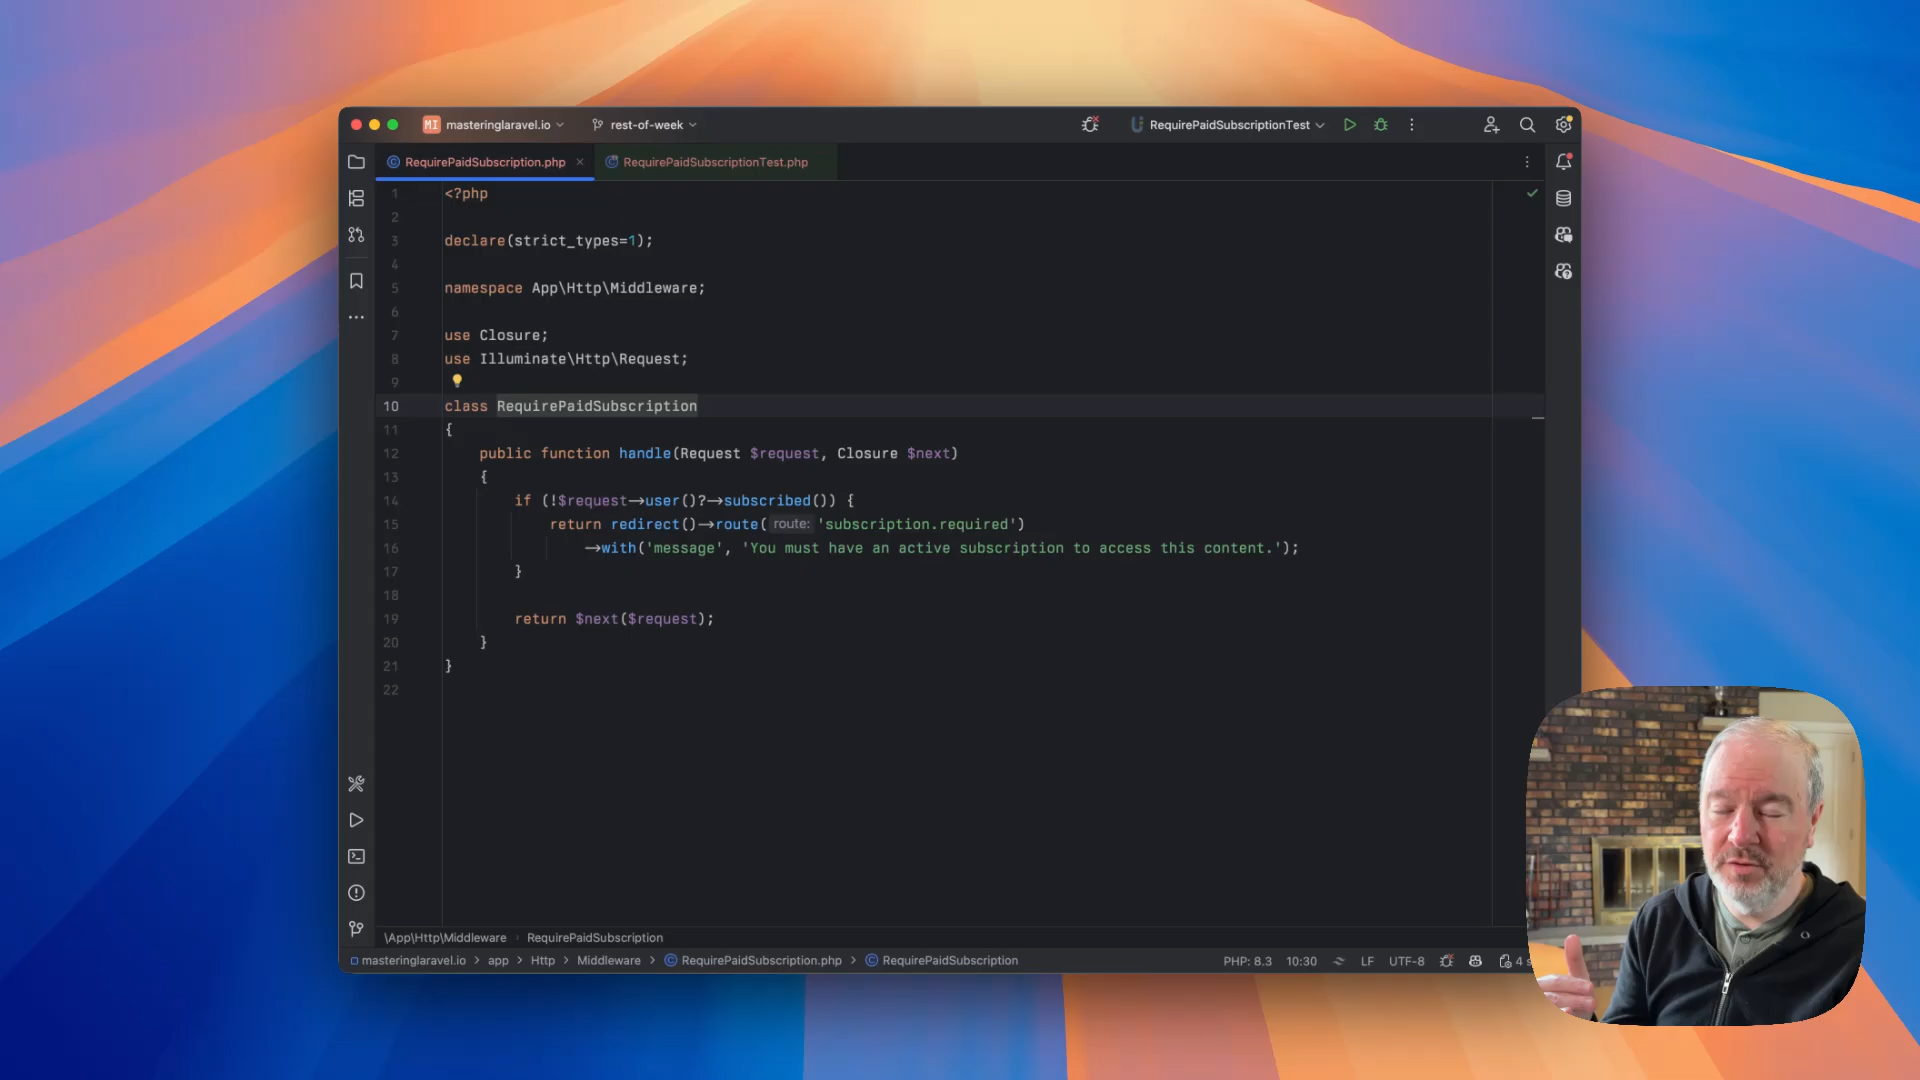 MI masteringlaravel.io rest-of-week RequirePaidSubscriptionTest
RequirePaidSubscription.php RequirePaidSubscriptionTest.php
1 <?php
2
3 declare(strict_types=1);
4
5 namespace App\Http\Middleware;
6
7 use Closure;
8 use Illuminate\Http\Request;
9
10 class RequirePaidSubscription
11 {
12 public function handle(Request $request, Closure $next)
13 {
14 if (!$request->user()?->subscribed()) {
15 return redirect()->route( route: 'subscription.required')
16 ->with('message', 'You must have an active subscription to access this content.');
17 }
18
19 return $next($request);
20 }
21 }
22
\App\Http\Middleware › RequirePaidSubscription
masteringlaravel.io > app > Http > Middleware > RequirePaidSubscription.php > RequirePaidSubscription PHP: 8.3 10:30 LF UTF-8 4